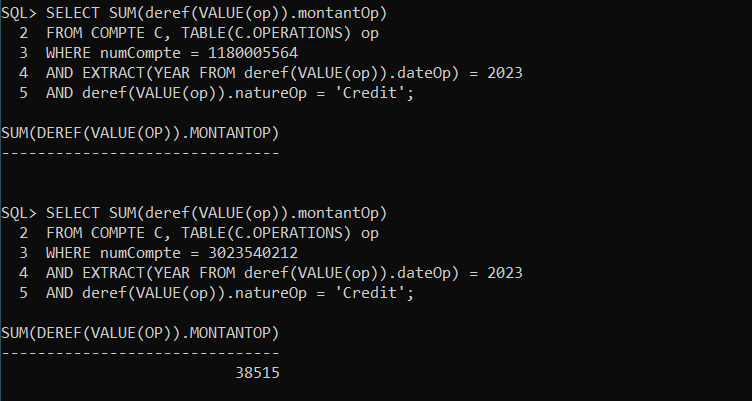 SQL> SELECT SUM(deref(VALUE(op)).montantOp)
  2  FROM COMPTE C, TABLE(C.OPERATIONS) op
  3  WHERE numCompte = 1180005564
  4  AND EXTRACT(YEAR FROM deref(VALUE(op)).dateOp) = 2023
  5  AND deref(VALUE(op)).natureOp = 'Credit';
SUM(DEREF(VALUE(OP)).MONTANTOP)
-------------------------------
SQL> SELECT SUM(deref(VALUE(op)).montantOp)
  2  FROM COMPTE C, TABLE(C.OPERATIONS) op
  3  WHERE numCompte = 3023540212
  4  AND EXTRACT(YEAR FROM deref(VALUE(op)).dateOp) = 2023
  5  AND deref(VALUE(op)).natureOp = 'Credit';
SUM(DEREF(VALUE(OP)).MONTANTOP)
-------------------------------
                          38515